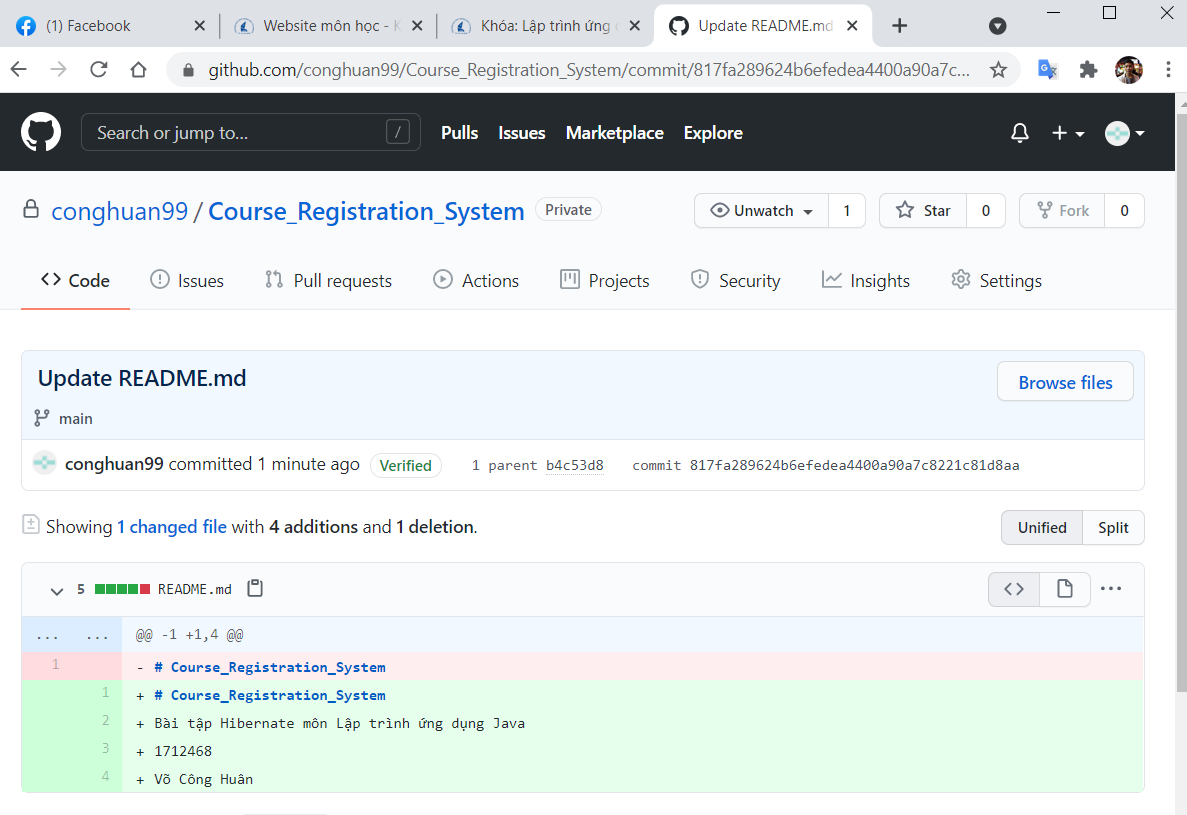 (1) Facebook
Website môn học - K
Khóa: Lập trình ứng
Update README.md
github.com/conghuan99/Course_Registration_System/commit/817fa289624b6efedea4400a90a7c...
Search or jump to... /
Pulls Issues Marketplace Explore
conghuan99 / Course_Registration_System Private
Unwatch 1 Star 0 Fork 0
Code Issues Pull requests Actions Projects Security Insights Settings
Update README.md
Browse files
main
conghuan99 committed 1 minute ago Verified 1 parent b4c53d8 commit 817fa289624b6efedea4400a90a7c8221c81d8aa
Showing 1 changed file with 4 additions and 1 deletion.
Unified Split
5 README.md
... ... @@ -1 +1,4 @@
1 - # Course_Registration_System
1 + # Course_Registration_System
2 + Bài tập Hibernate môn Lập trình ứng dụng Java
3 + 1712468
4 + Võ Công Huân